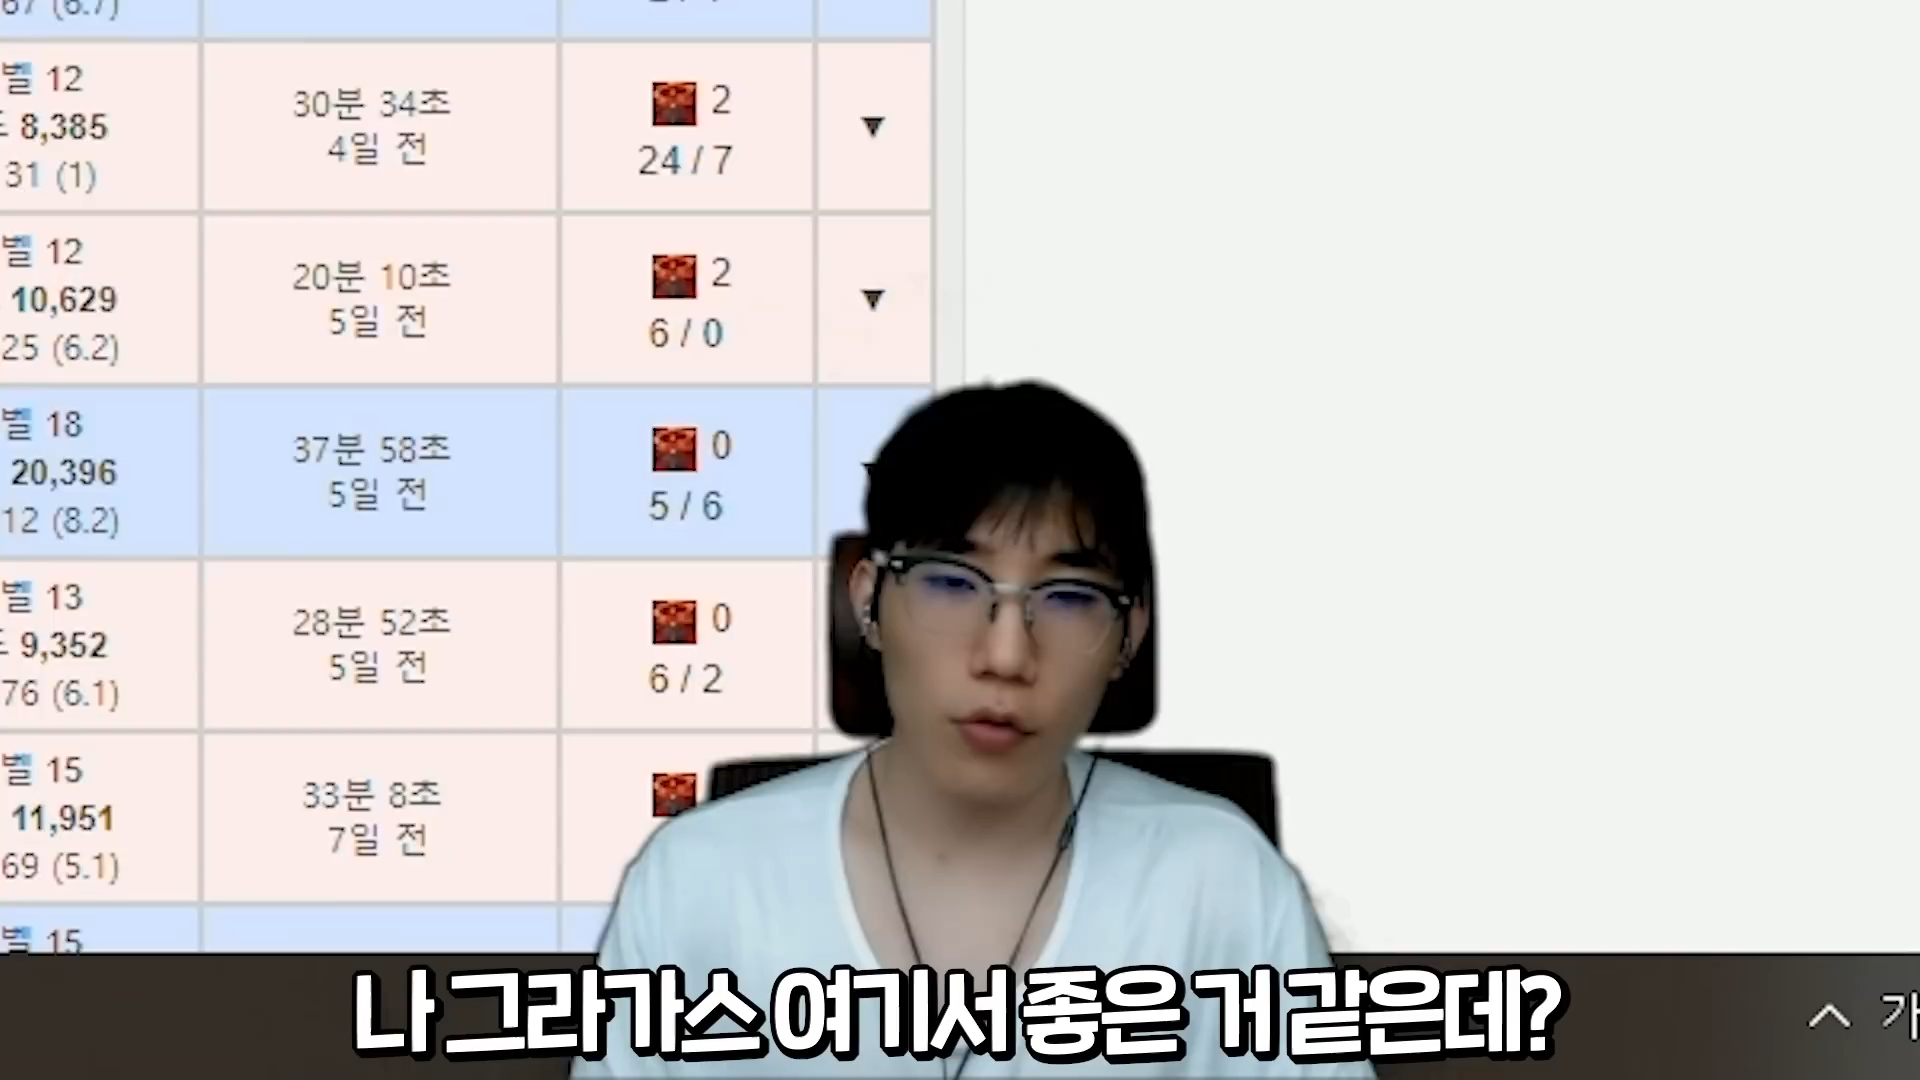 67 (6.7)
벨 12
8,385
31 (1)
30분 34초
4일 전
2
24 / 7
▼
벨 12
10,629
25 (6.2)
20분 10초
5일 전
2
6 / 0
▼
벨 18
20,396
12 (8.2)
37분 58초
5일 전
0
5 / 6
벨 13
9,352
76 (6.1)
28분 52초
5일 전
0
6 / 2
벨 15
11,951
69 (5.1)
33분 8초
7일 전
벨 15
나 그라가스 여기서 좋은 거 같은데?